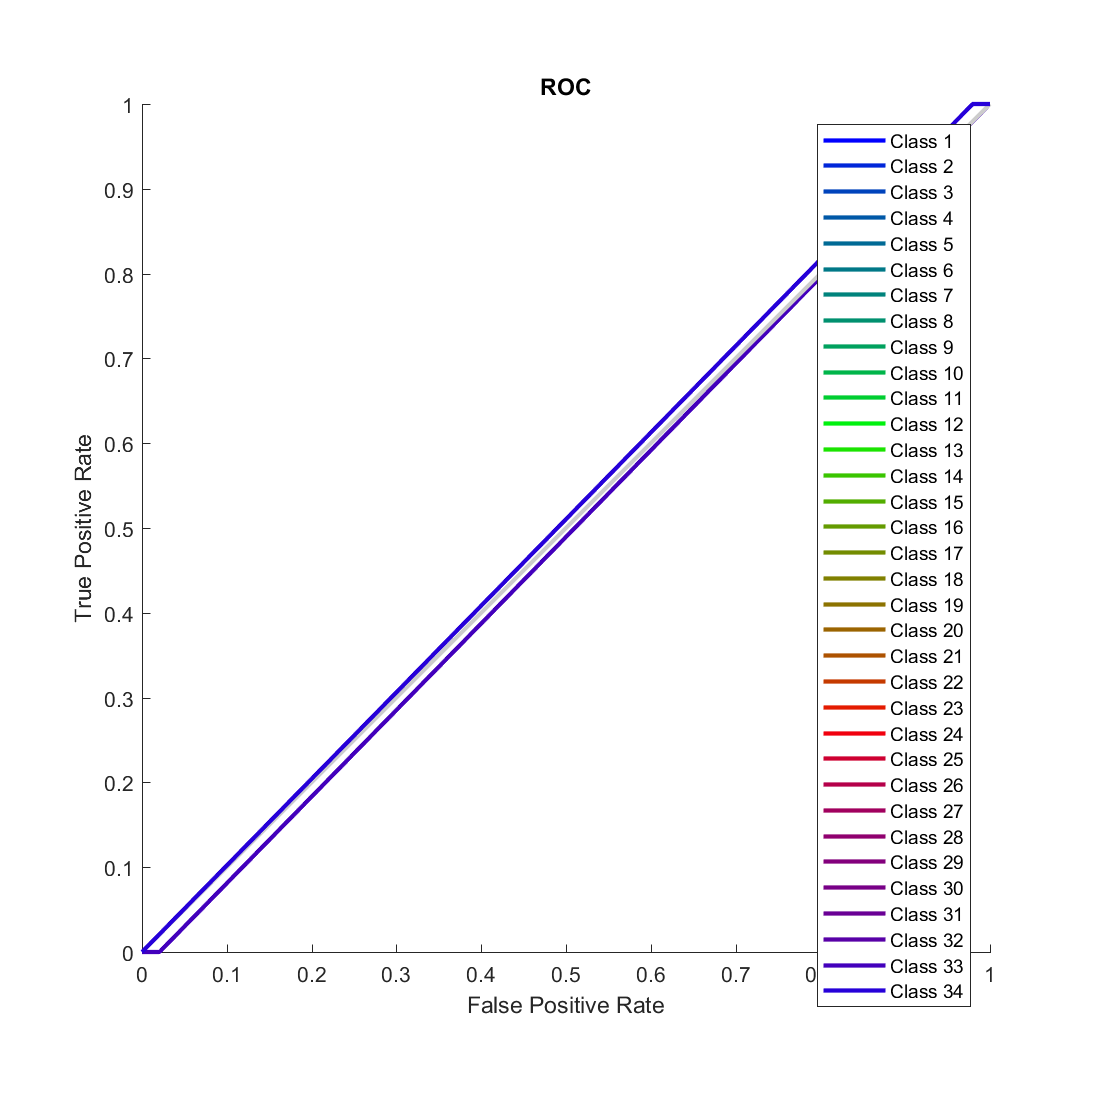 ROC
True Positive Rate
1
0.9
0.8
0.7
0.6
0.5
0.4
0.3
0.2
0.1
0
Class 1
Class 2
Class 3
Class 4
Class 5
Class 6
Class 7
Class 8
Class 9
Class 10
Class 11
Class 12
Class 13
Class 14
Class 15
Class 16
Class 17
Class 18
Class 19
Class 20
Class 21
Class 22
Class 23
Class 24
Class 25
Class 26
Class 27
Class 28
Class 29
Class 30
Class 31
Class 32
Class 33
Class 34
0 0.1 0.2 0.3 0.4 0.5 0.6 0.7 1
False Positive Rate